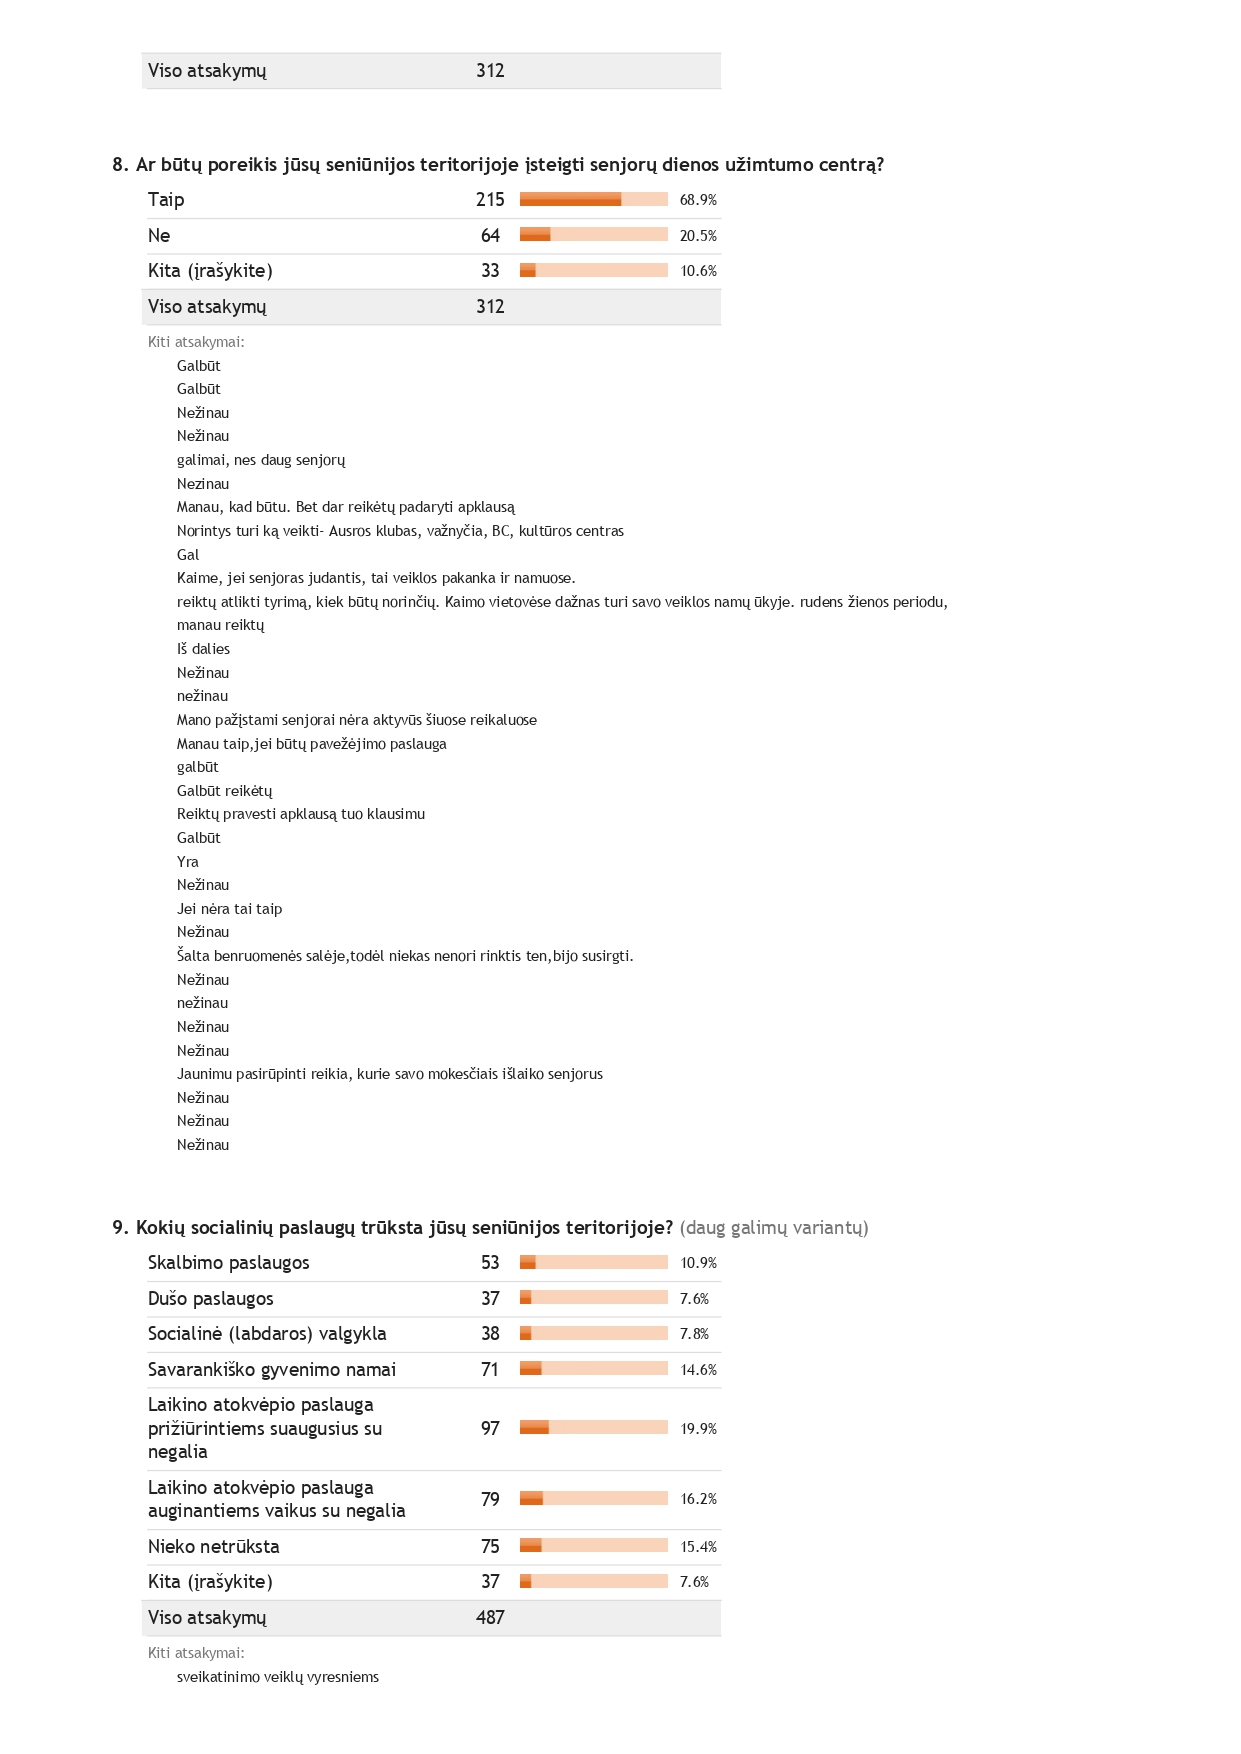 Viso atsakymų 312
8. Ar būtų poreikis jūsų seniūnijos teritorijoje įsteigti senjorų dienos užimtumo centrą?
Taip 215 68.9%
Ne 64 20.5%
Kita (įrašykite) 33 10.6%
Viso atsakymų 312
Kiti atsakymai:
Galbūt
Galbūt
Nežinau
Nežinau
galimai, nes daug senjorų
Nezinau
Manau, kad būtu. Bet dar reikėtų padaryti apklausą
Norintys turi ką veikti- Ausros klubas, važnyčia, BC, kultūros centras
Gal
Kaime, jei senjoras judantis, tai veiklos pakanka ir namuose.
reiktų atlikti tyrimą, kiek būtų norinčių. Kaimo vietovėse dažnas turi savo veiklos namų ūkyje. rudens žienos periodu,
manau reiktų
Iš dalies
Nežinau
nežinau
Mano pažįstami senjorai nėra aktyvūs šiuose reikaluose
Manau taip,jei būtų pavežėjimo paslauga
galbūt
Galbūt reikėtų
Reiktų pravesti apklausą tuo klausimu
Galbūt
Yra
Nežinau
Jei nėra tai taip
Nežinau
Šalta benruomenės salėje,todėl niekas nenori rinktis ten,bijo susirgti.
Nežinau
nežinau
Nežinau
Nežinau
Jaunimu pasirūpinti reikia, kurie savo mokesčiais išlaiko senjorus
Nežinau
Nežinau
Nežinau
9. Kokių socialinių paslaugų trūksta jūsų seniūnijos teritorijoje? (daug galimų variantų)
Skalbimo paslaugos 53 10.9%
Dušo paslaugos 37 7.6%
Socialinė (labdaros) valgykla 38 7.8%
Savarankiško gyvenimo namai 71 14.6%
Laikino atokvėpio paslauga
prižiūrintiems suaugusius su 97 19.9%
negalia
Laikino atokvėpio paslauga
auginantiems vaikus su negalia 79 16.2%
Nieko netrūksta 75 15.4%
Kita (įrašykite) 37 7.6%
Viso atsakymų 487
Kiti atsakymai:
sveikatinimo veiklų vyresniems